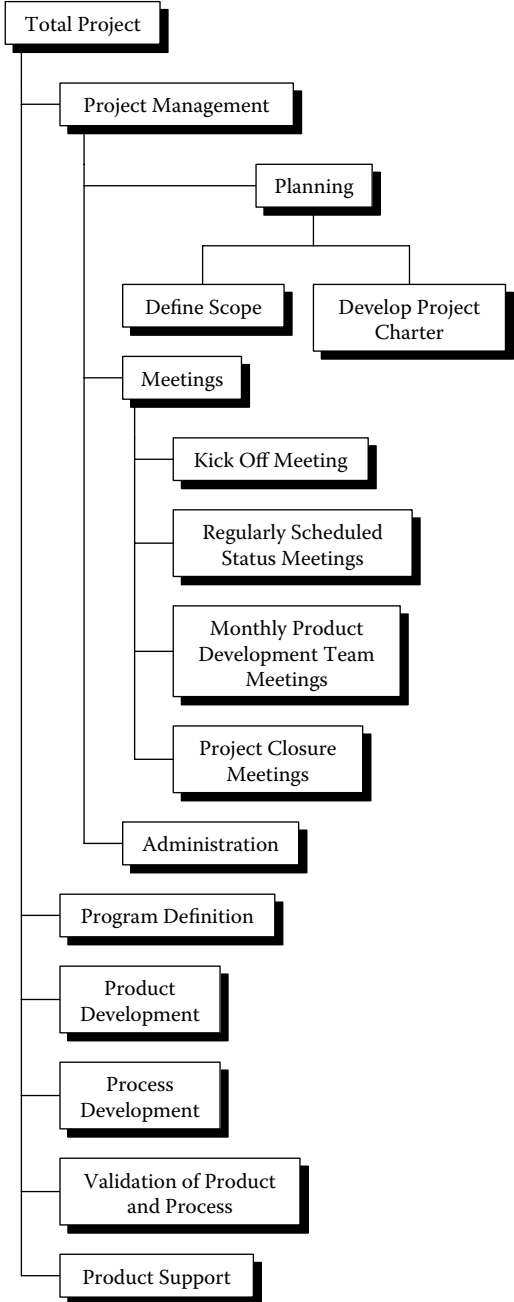 Total Project
Project Management
Planning
Define Scope
Develop Project
Charter
Meetings
Kick Off Meeting
Regularly Scheduled
Status Meetings
Monthly Product
Development Team
Meetings
Project Closure
Meetings
Administration
Program Definition
Product
Development
Process
Development
Validation of Product
and Process
Product Support